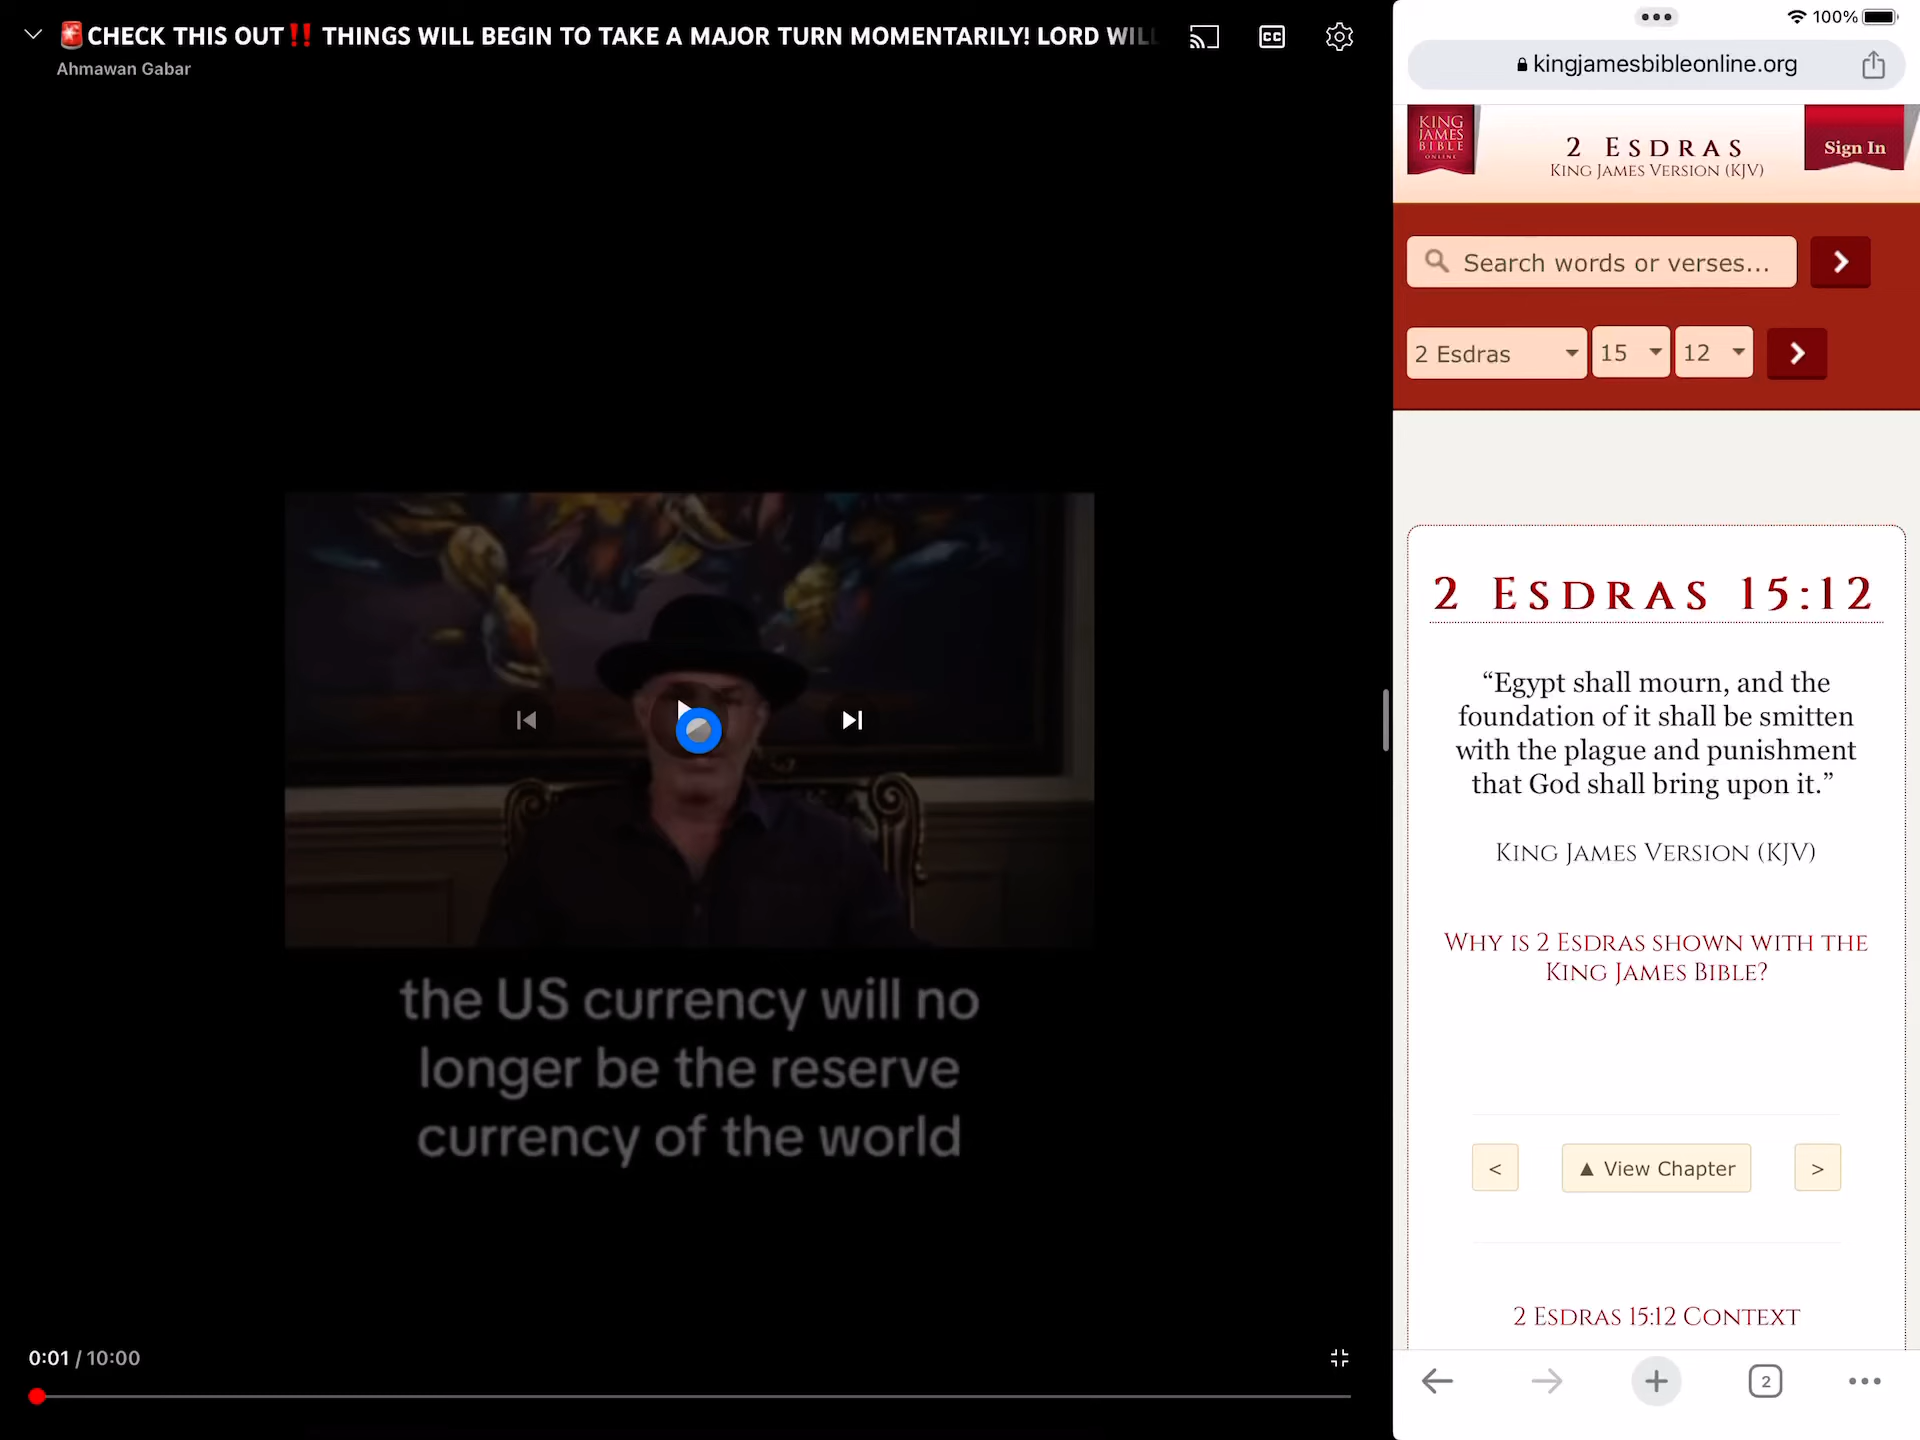 🚨CHECK THIS OUT‼️ THINGS WILL BEGIN TO TAKE A MAJOR TURN MOMENTARILY! LORD WILL
Ahmawan Gabar
CC
the US currency will no
longer be the reserve
currency of the world
0:01 / 10:00
100%
kingjamesbibleonline.org
KING
JAMES
BIBLE
ONLINE
2 ESDRAS
KING JAMES VERSION (KJV)
Sign In
Search words or verses...
2 Esdras 15 12
2 ESDRAS 15:12
“Egypt shall mourn, and the
foundation of it shall be smitten
with the plague and punishment
that God shall bring upon it.”
KING JAMES VERSION (KJV)
WHY IS 2 ESDRAS SHOWN WITH THE
KING JAMES BIBLE?
< ▲ View Chapter >
2 ESDRAS 15:12 CONTEXT
2